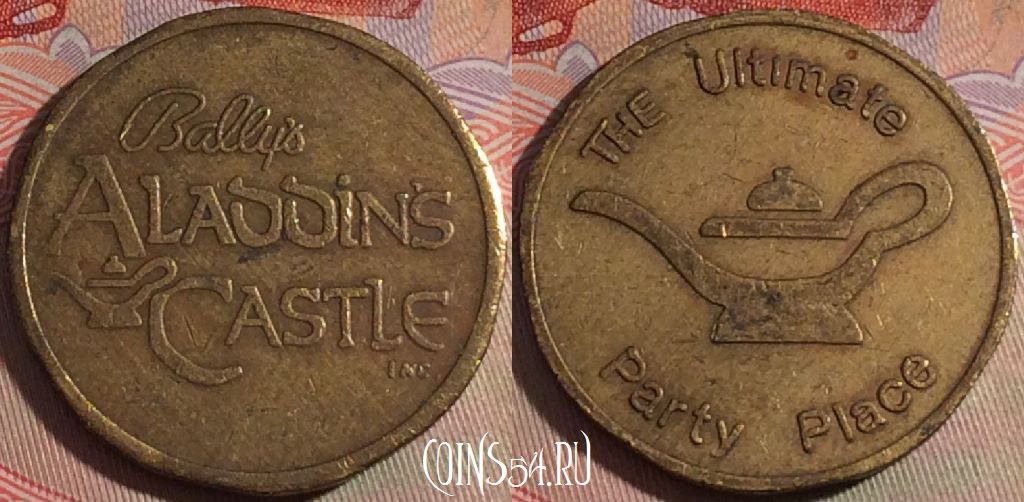 Bally's
ALADDIN'S
CASTLE
INC.
THE Ultimate
Party Place
COINS54.RU